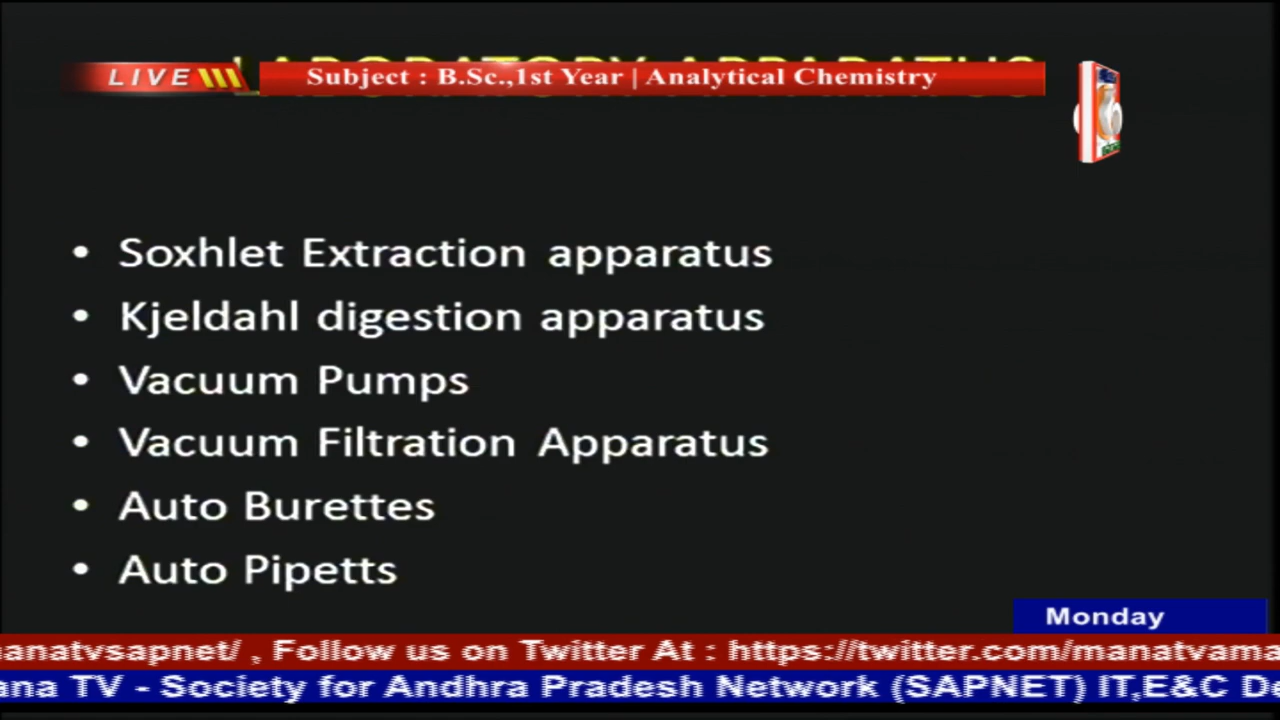 LABORATORY APPARATUS
LIVE
Subject : B.Sc.,1st Year | Analytical Chemistry
• Soxhlet Extraction apparatus
• Kjeldahl digestion apparatus
• Vacuum Pumps
• Vacuum Filtration Apparatus
• Auto Burettes
• Auto Pipetts
Monday
anatvsapnet/ , Follow us on Twitter At : https://twitter.com/manatvama
ana TV - Society for Andhra Pradesh Network (SAPNET) IT,E&C De